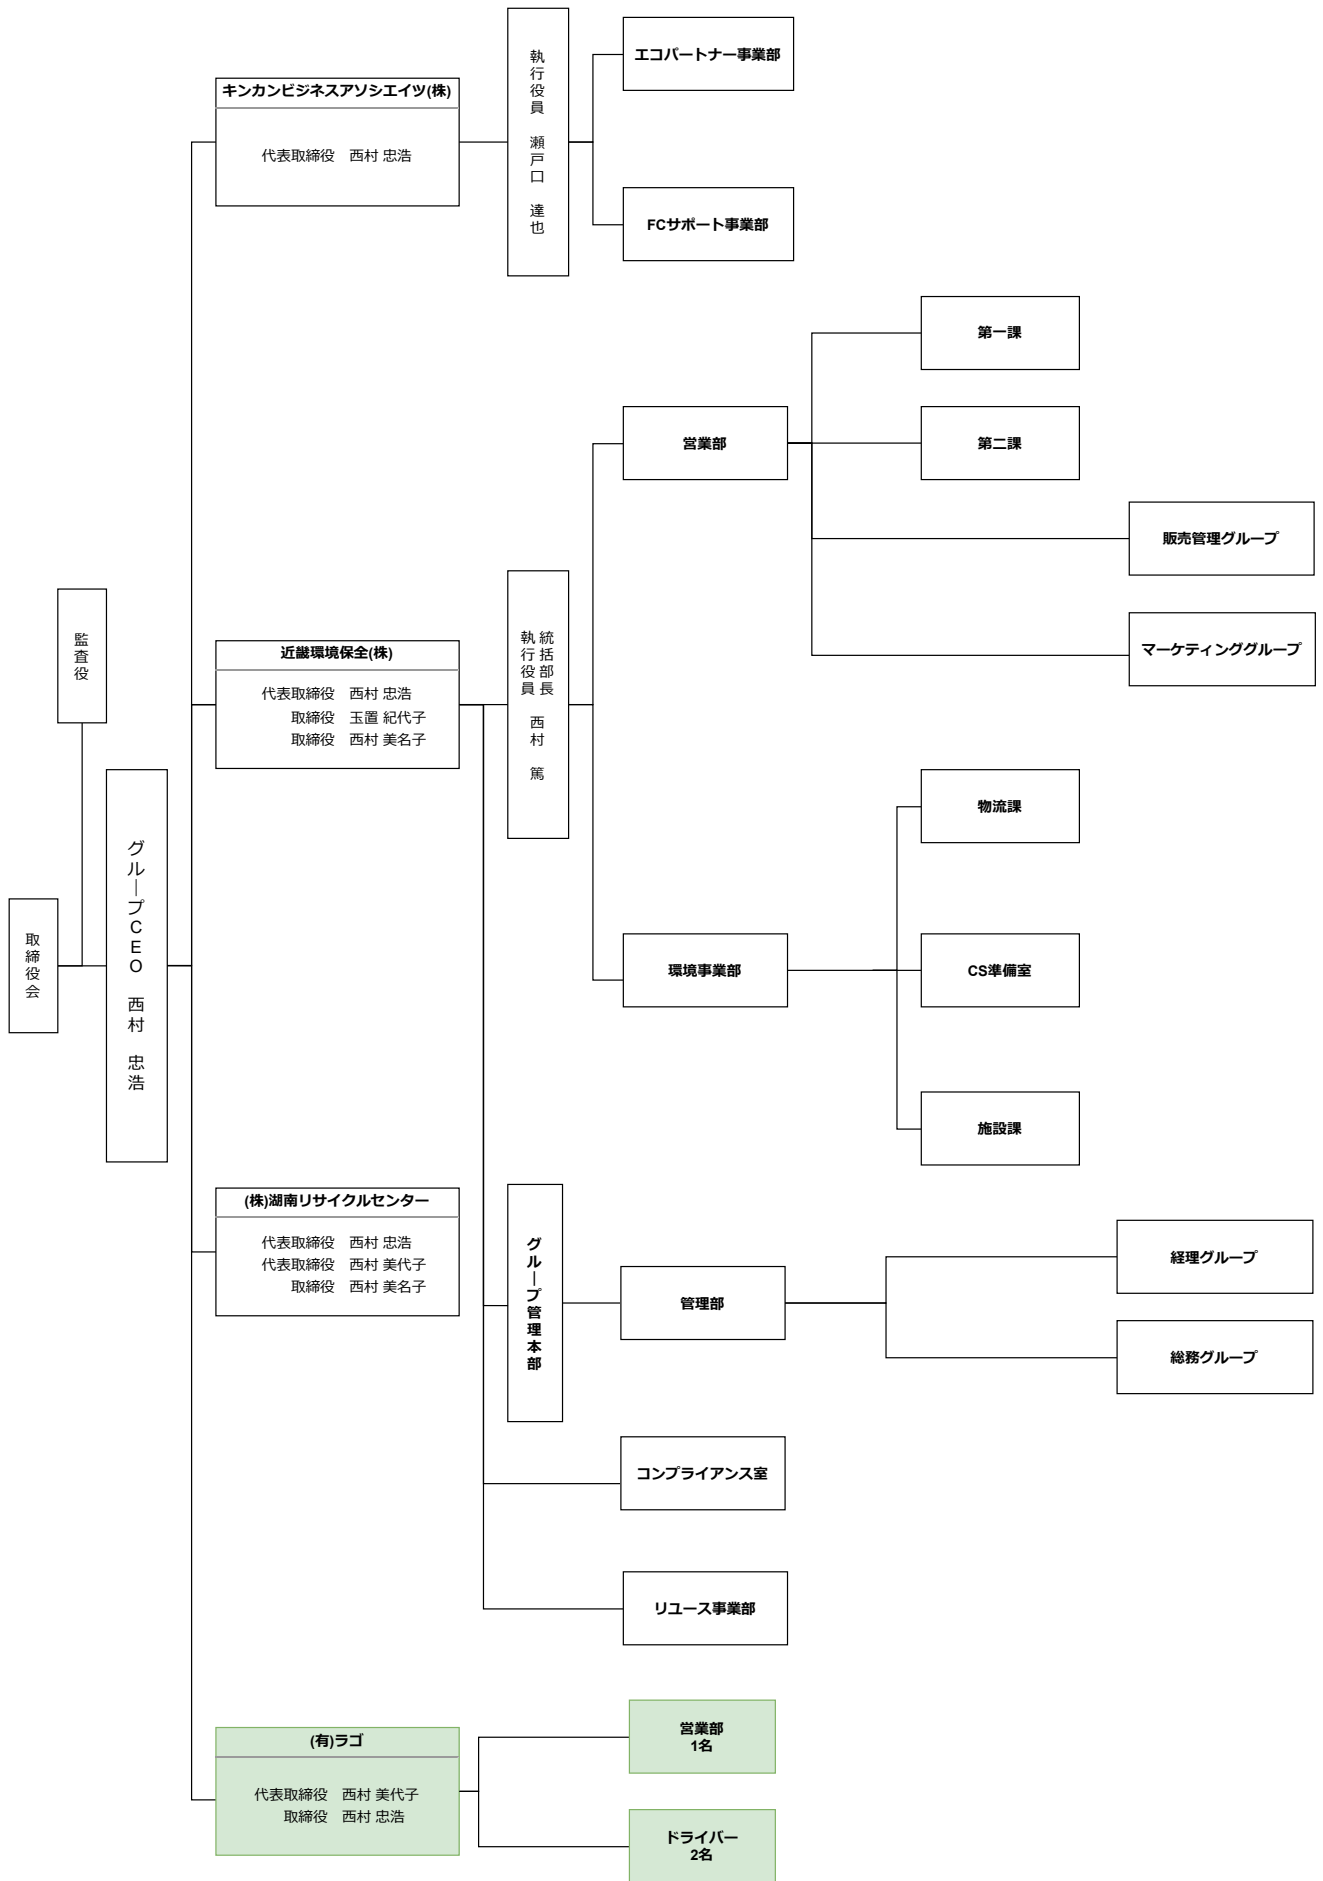 取締役会
監査役
グループCEO　西村　忠浩
キンカンビジネスアソシエイツ(株)
代表取締役　西村 忠浩
執行役員　瀬戸口　達也
エコパートナー事業部
FCサポート事業部
近畿環境保全(株)
代表取締役　西村 忠浩
取締役　玉置 紀代子
取締役　西村 美名子
統括部長
執行役員　西村　篤
営業部
第一課
第二課
販売管理グループ
マーケティンググループ
環境事業部
物流課
CS準備室
施設課
グループ管理本部
管理部
経理グループ
総務グループ
コンプライアンス室
リユース事業部
(株)湖南リサイクルセンター
代表取締役　西村 忠浩
代表取締役　西村 美代子
取締役　西村 美名子
(有)ラゴ
代表取締役　西村 美代子
取締役　西村 忠浩
営業部
1名
ドライバー
2名